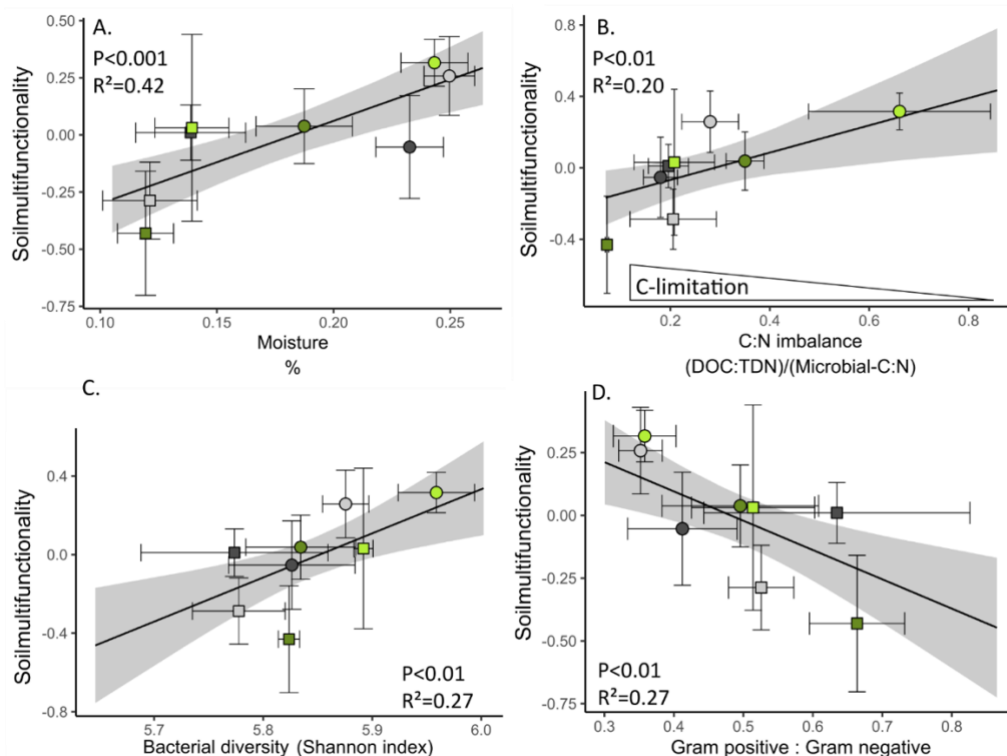 A.
P<0.001
R²=0.42
Soilmultifunctionality
0.50
0.25
0.00
-0.25
-0.50
-0.75
0.10 0.15 0.20 0.25
Moisture
%
B.
P<0.01
R²=0.20
Soilmultifunctionality
0.8
0.4
0.0
-0.4
C-limitation
0.2 0.4 0.6 0.8
C:N imbalance
(DOC:TDN)/(Microbial-C:N)
C.
Soilmultifunctionality
0.4
0.0
-0.4
-0.8
P<0.01
R²=0.27
5.7 5.8 5.9 6.0
Bacterial diversity (Shannon index)
D.
Soilmultifunctionality
0.25
0.00
-0.25
-0.50
-0.75
P<0.01
R²=0.27
0.3 0.4 0.5 0.6 0.7 0.8
Gram positive : Gram negative